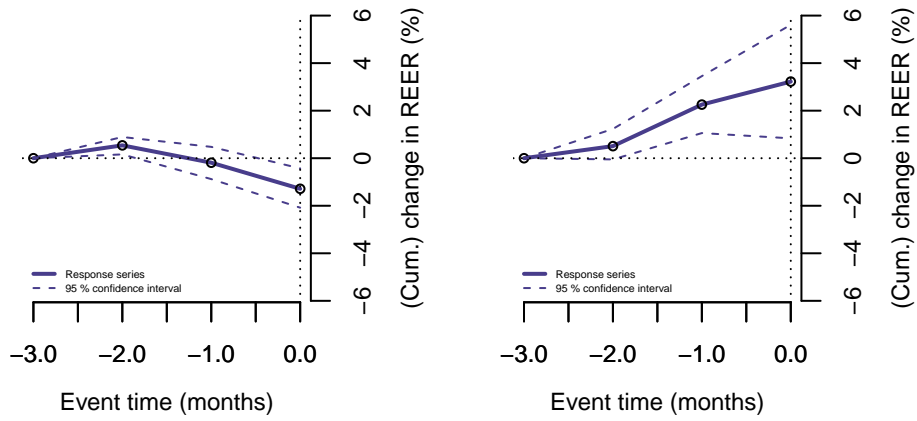 6
4
2
0
−2
−4
−6
(Cum.) change in REER (%)
Response series
95 % confidence interval
−3.0 −2.0 −1.0 0.0
Event time (months)
6
4
2
0
−2
−4
−6
(Cum.) change in REER (%)
Response series
95 % confidence interval
−3.0 −2.0 −1.0 0.0
Event time (months)